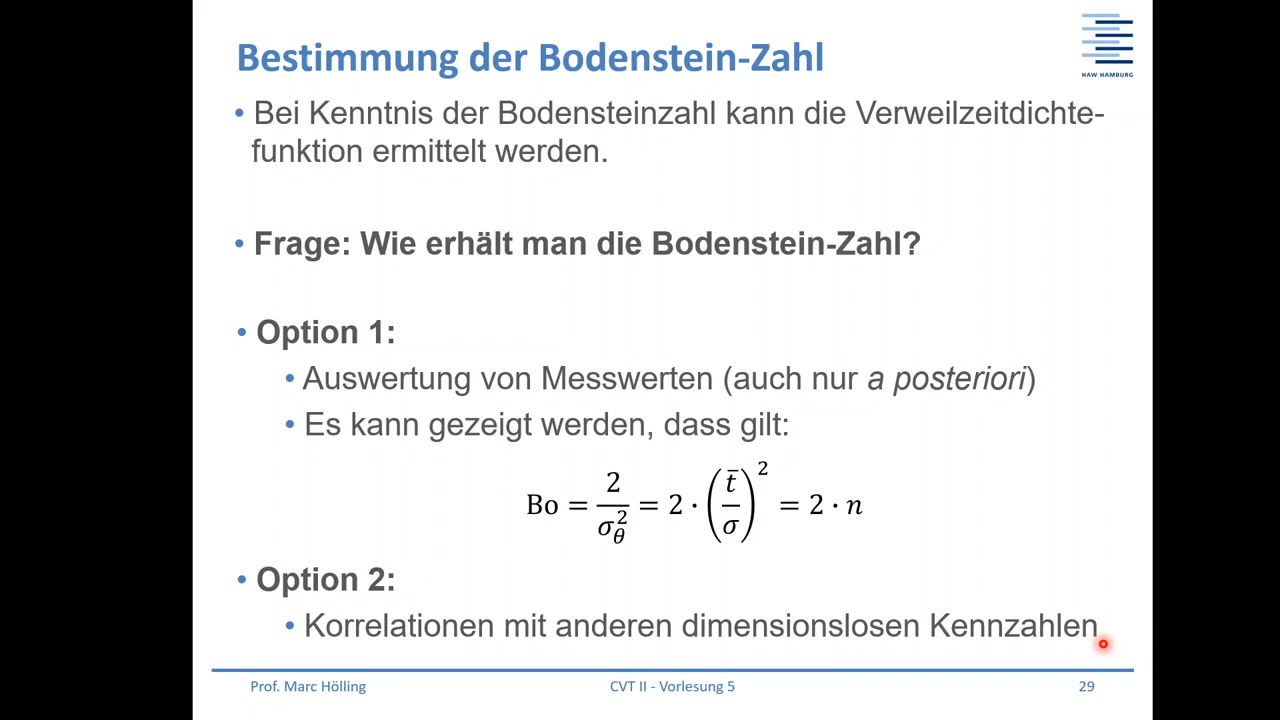 Bestimmung der Bodenstein-Zahl
HAW HAMBURG
• Bei Kenntnis der Bodensteinzahl kann die Verweilzeitdichte-
funktion ermittelt werden.
• Frage: Wie erhält man die Bodenstein-Zahl?
• Option 1:
• Auswertung von Messwerten (auch nur a posteriori)
• Es kann gezeigt werden, dass gilt:
Bo = 2/σ_θ^2 = 2 · (t̄/σ)^2 = 2 · n
• Option 2:
• Korrelationen mit anderen dimensionslosen Kennzahlen
Prof. Marc Hölling CVT II - Vorlesung 5 29